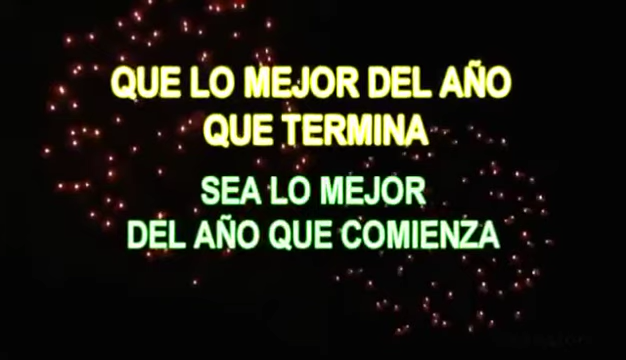 QUE LO MEJOR DEL AÑO
QUE TERMINA
SEA LO MEJOR
DEL AÑO QUE COMIENZA